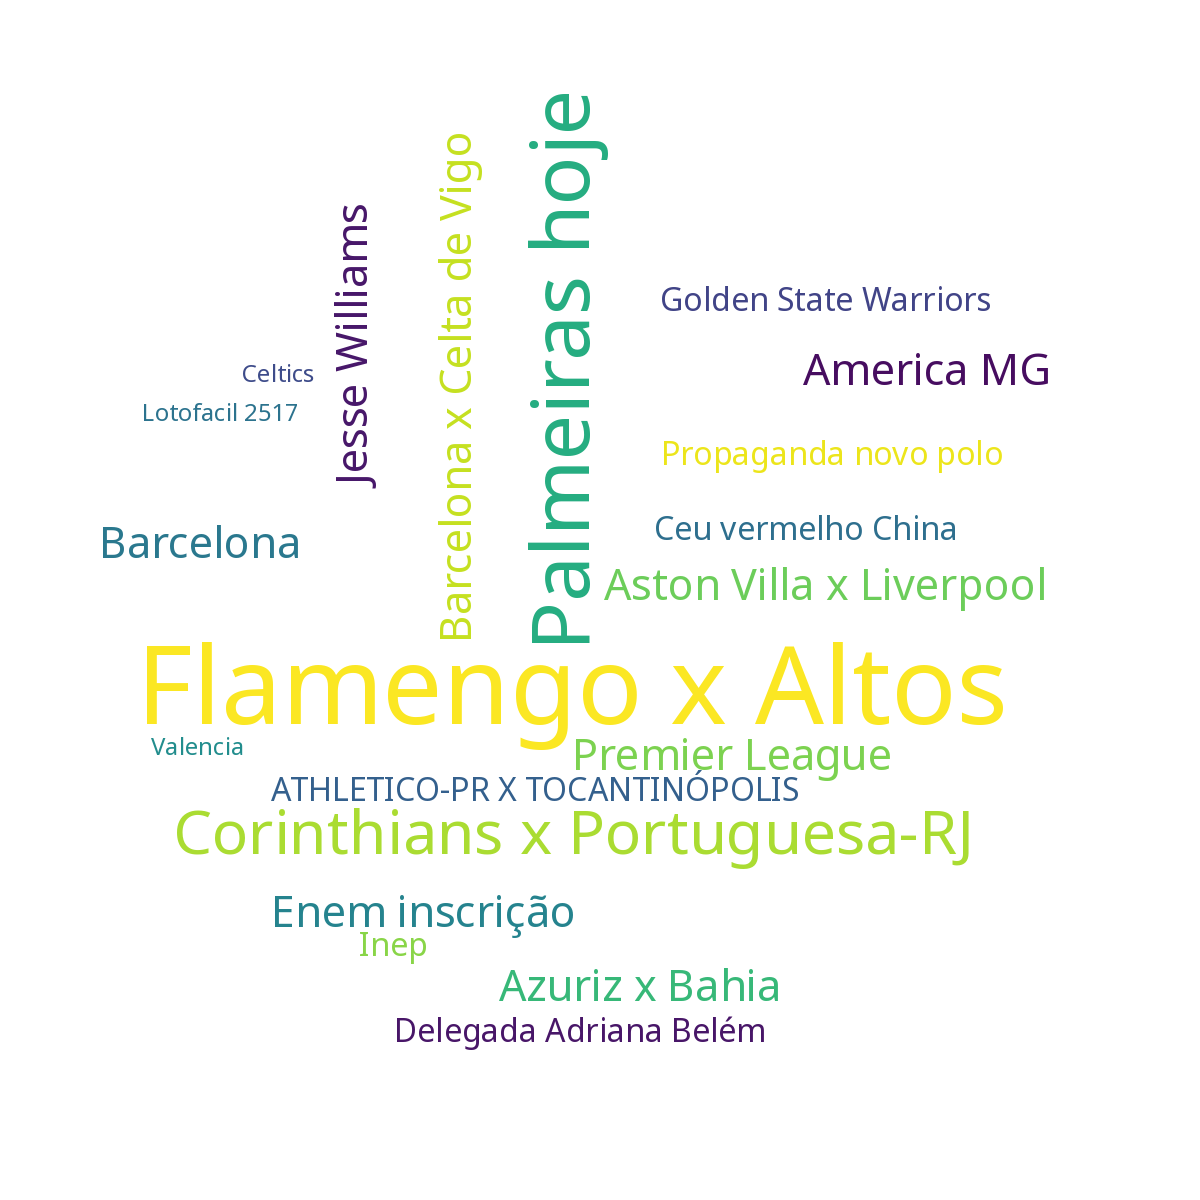 Palmeiras hoje
Barcelona x Celta de Vigo
Jesse Williams
Golden State Warriors
Celtics
America MG
Lotofacil 2517
Propaganda novo polo
Ceu vermelho China
Barcelona
Aston Villa x Liverpool
Flamengo x Altos
Valencia
Premier League
ATHLETICO-PR X TOCANTINÓPOLIS
Corinthians x Portuguesa-RJ
Enem inscrição
Inep
Azuriz x Bahia
Delegada Adriana Belém